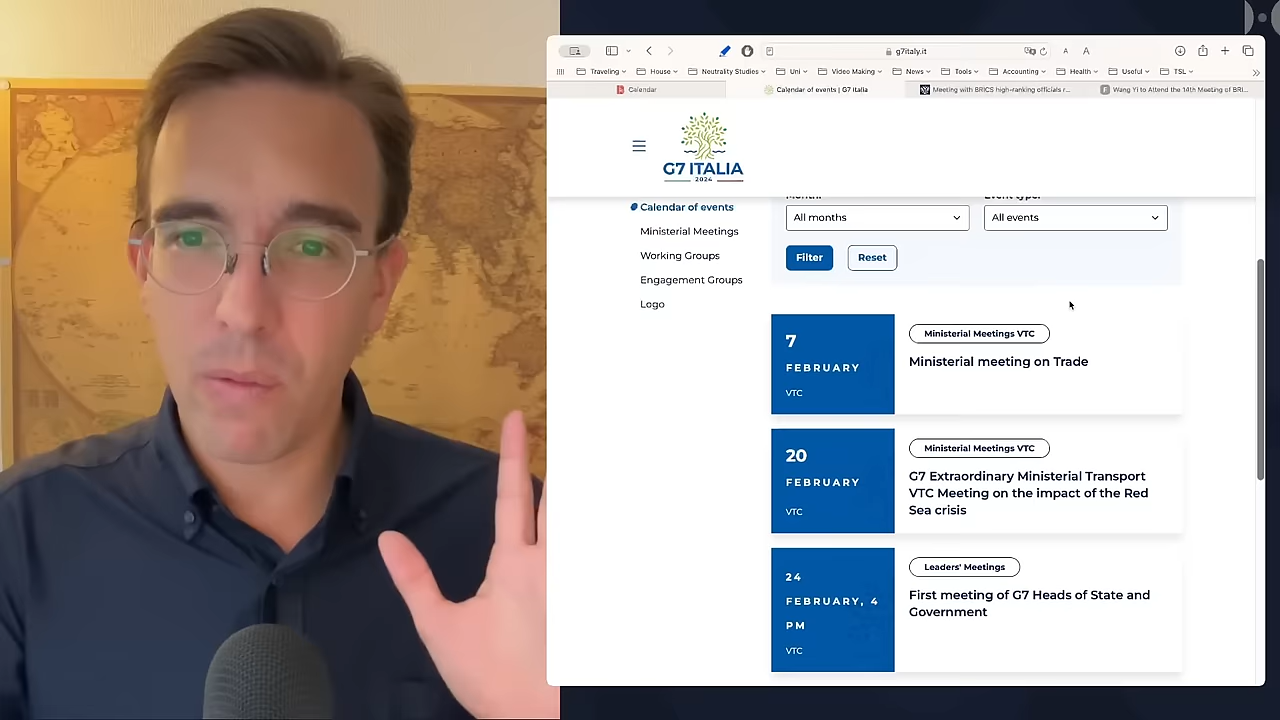 g7italy.it
A
A
Traveling
House
Neutrality Studies
Uni
Video Making
News
Tools
Accounting
Health
Useful
TSL
Calendar
Calendar of events | G7 Italia
Meeting with BRICS high-ranking officials r...
Wang Yi to Attend the 14th Meeting of BRI...
G7 ITALIA
2024
All months
All events
Filter
Reset
Calendar of events
Ministerial Meetings
Working Groups
Engagement Groups
Logo
7
FEBRUARY
VTC
Ministerial Meetings VTC
Ministerial meeting on Trade
20
FEBRUARY
VTC
Ministerial Meetings VTC
G7 Extraordinary Ministerial Transport
VTC Meeting on the impact of the Red
Sea crisis
24
FEBRUARY, 4
PM
VTC
Leaders' Meetings
First meeting of G7 Heads of State and
Government